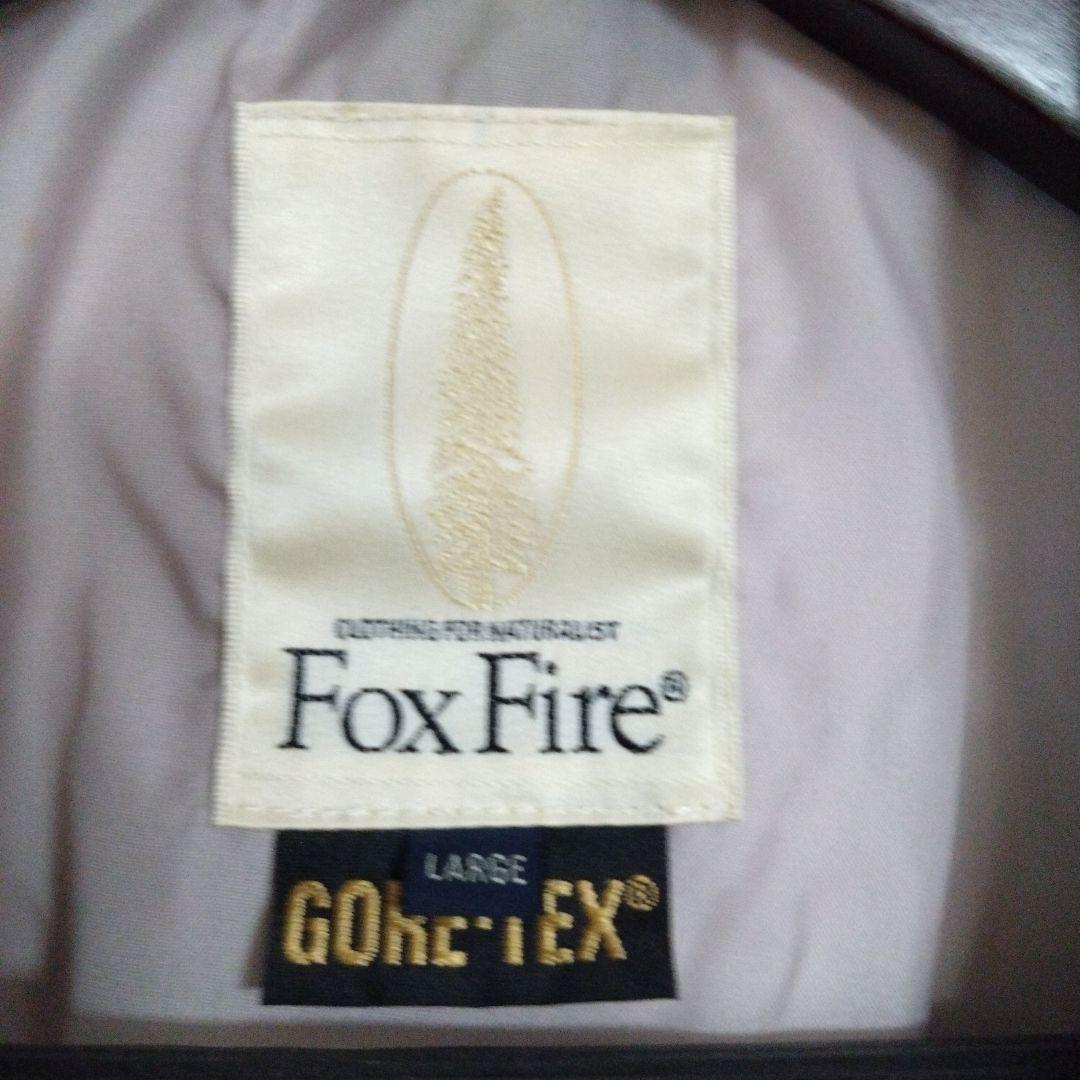 CLOTHING FOR NATURALIST
Fox Fire®
LARGE
GORE-TEX®